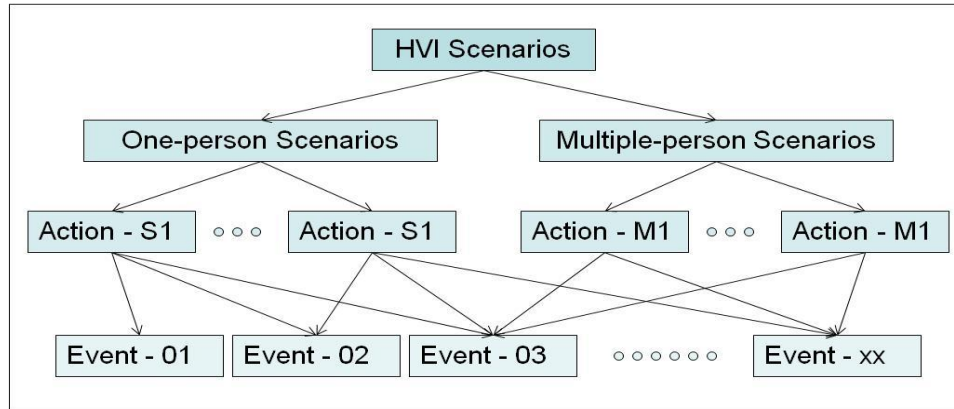 HVI Scenarios
One-person Scenarios
Multiple-person Scenarios
Action - S1
Action - S1
Action - M1
Action - M1
Event - 01
Event - 02
Event - 03
Event - xx